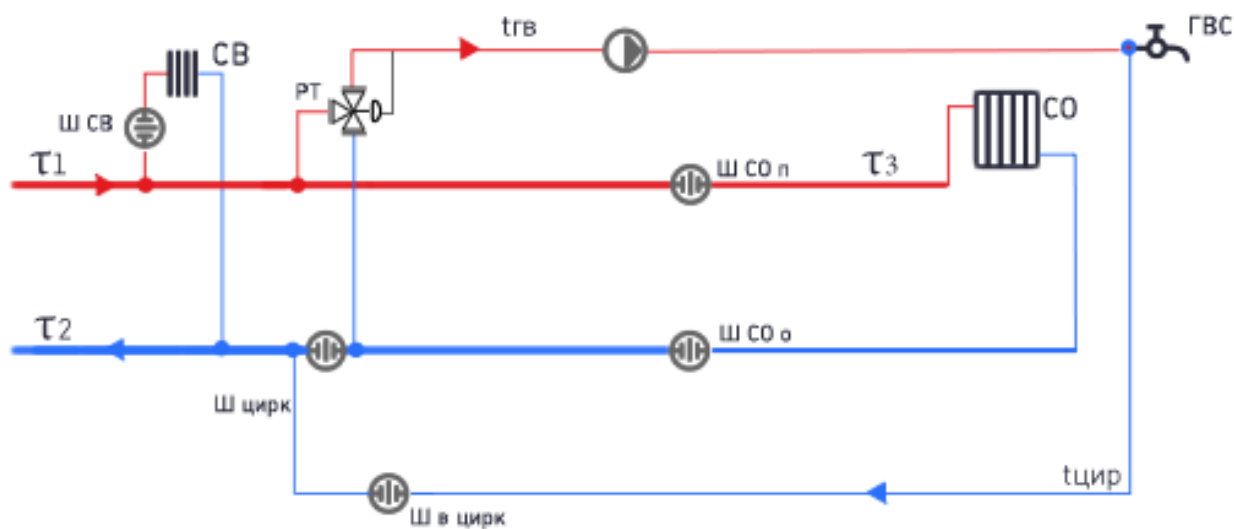 tгв
ГВС
СВ
РТ
Ш СВ
СО
τ1
Ш СО п
τ3
τ2
Ш СО о
Ш цирк
tцир
Ш в цирк